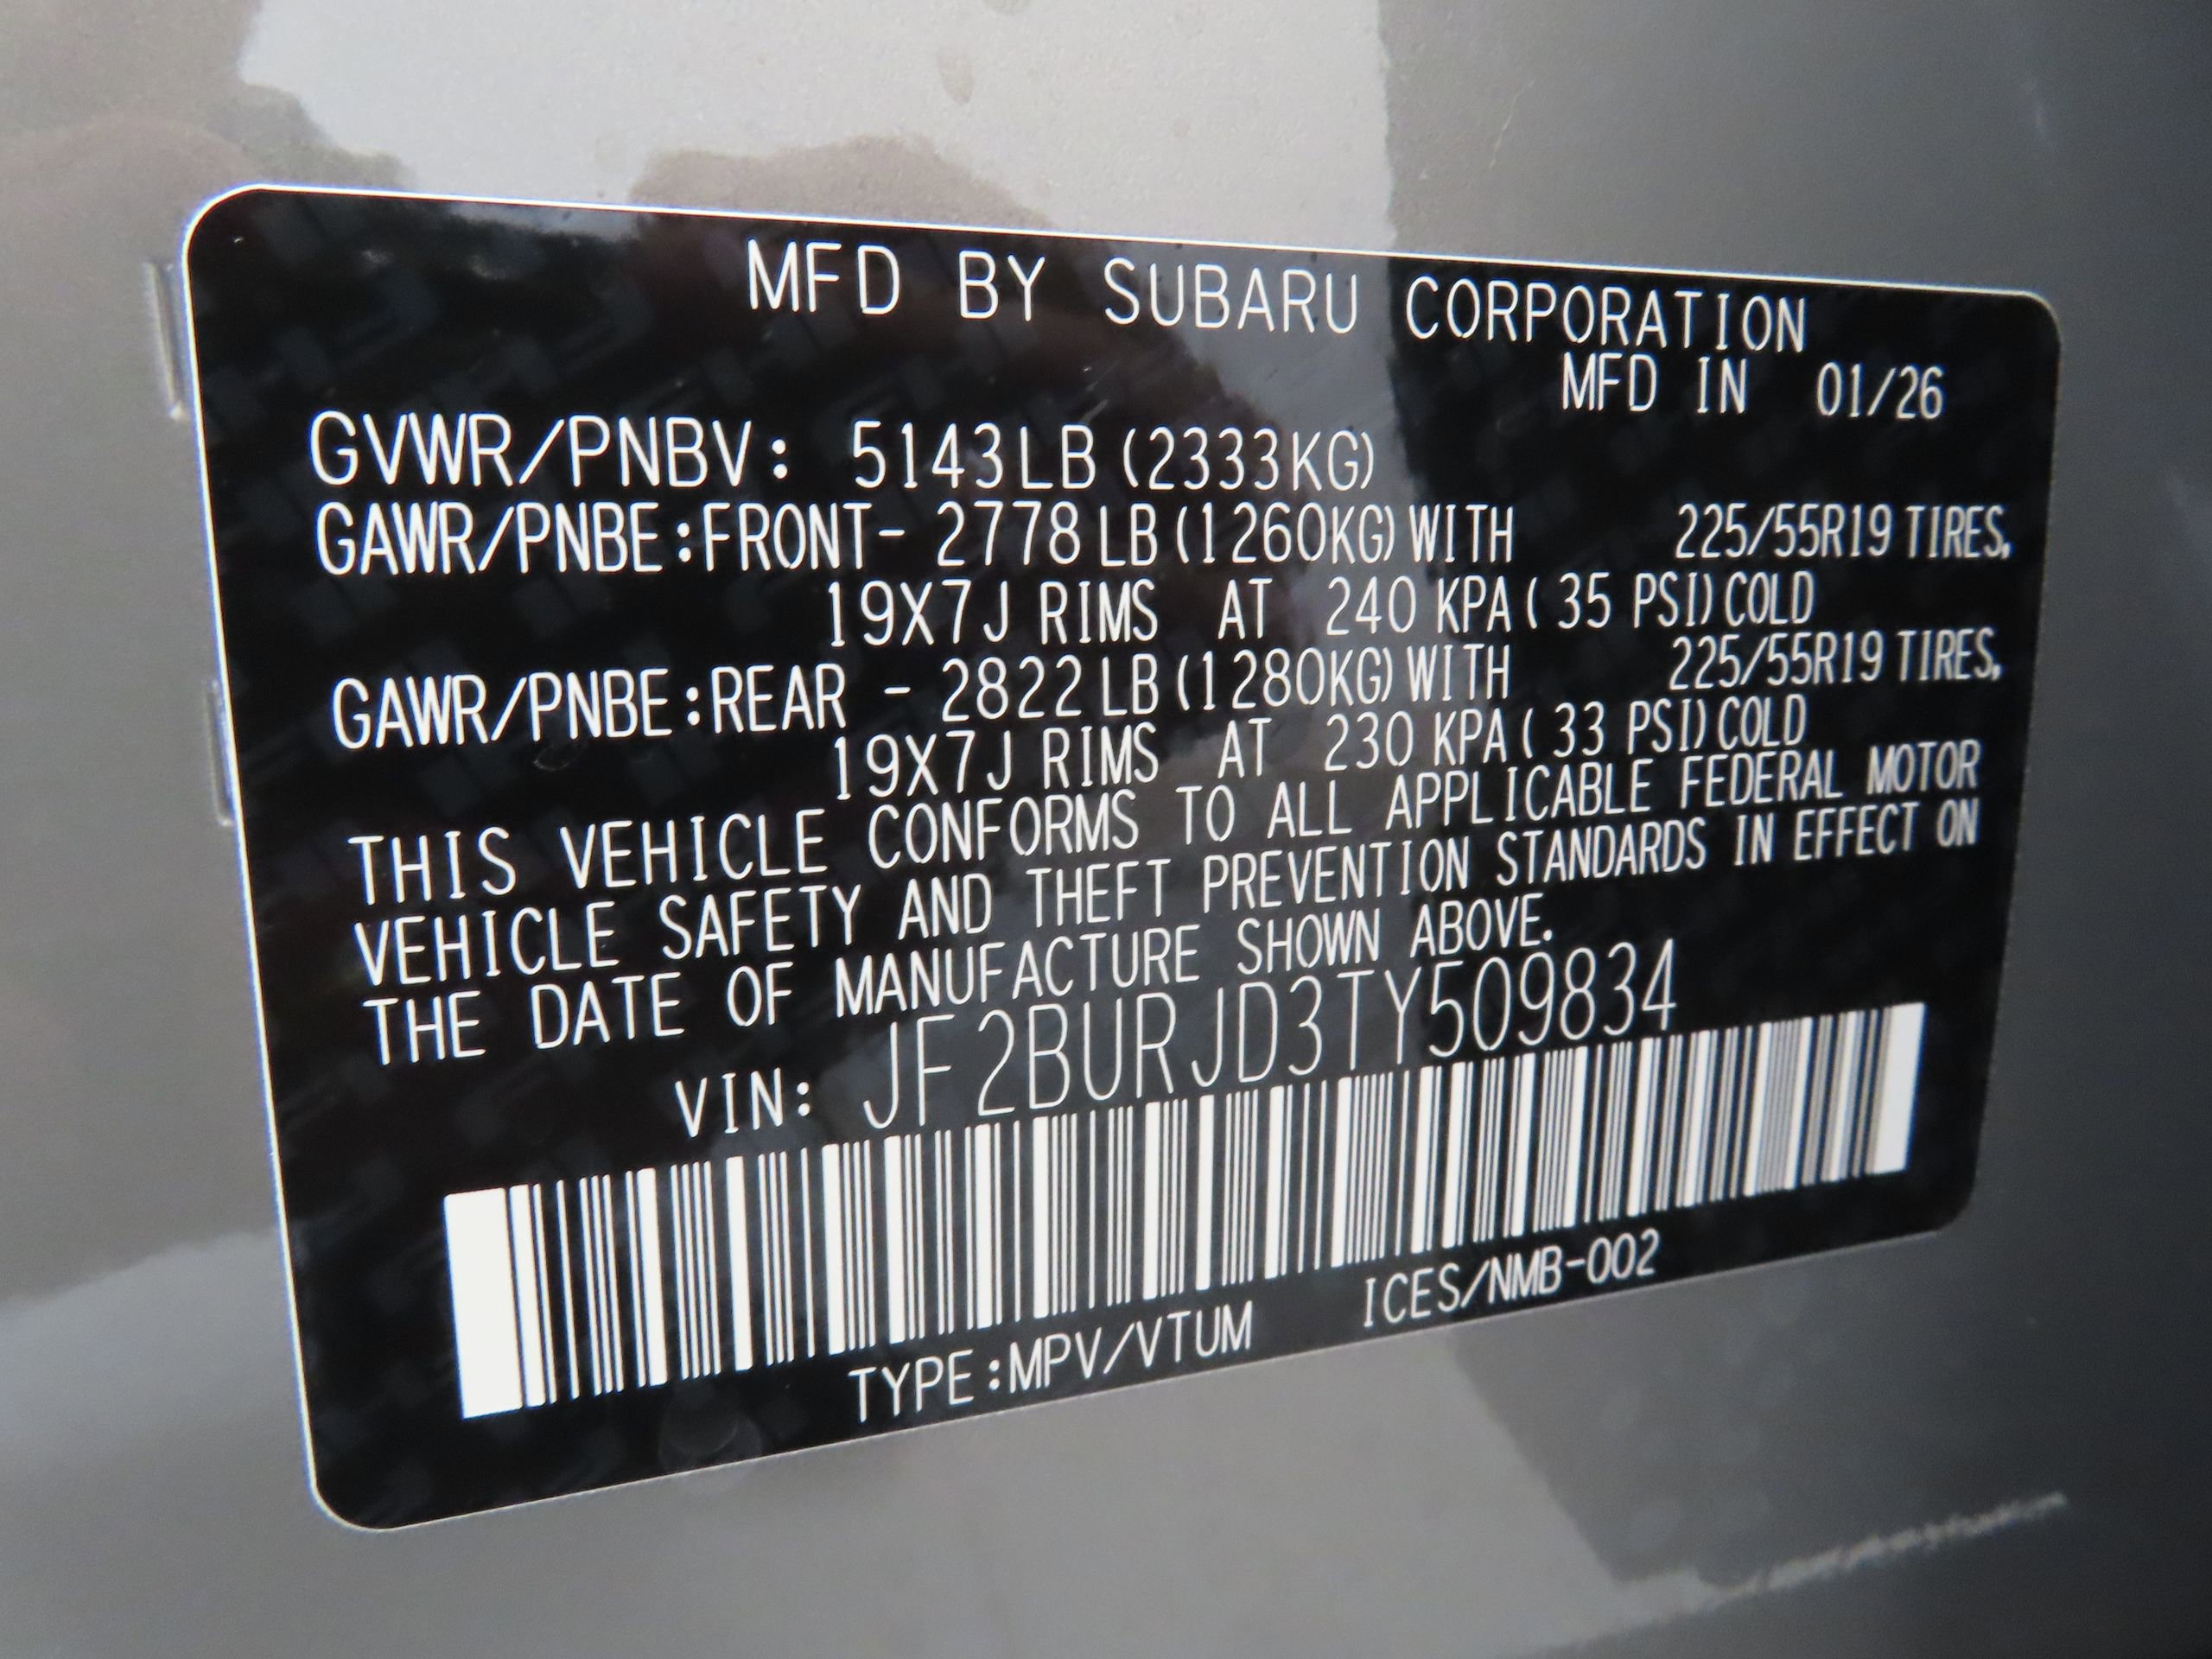 MFD BY SUBARU CORPORATION
MFD IN 01/26
GVWR/PNBV: 5143LB(2333KG)
GAWR/PNBE:FRONT- 2778LB(1260KG)WITH 225/55R19 TIRES,
19X7J RIMS AT 240 KPA( 35 PSI)COLD
GAWR/PNBE:REAR - 2822LB(1280KG)WITH 225/55R19 TIRES,
19X7J RIMS AT 230 KPA( 33 PSI)COLD
THIS VEHICLE CONFORMS TO ALL APPLICABLE FEDERAL MOTOR
VEHICLE SAFETY AND THEFT PREVENTION STANDARDS IN EFFECT ON
THE DATE OF MANUFACTURE SHOWN ABOVE.
VIN: JF2BURJD3TY509834
TYPE:MPV/VTUM ICES/NMB-002